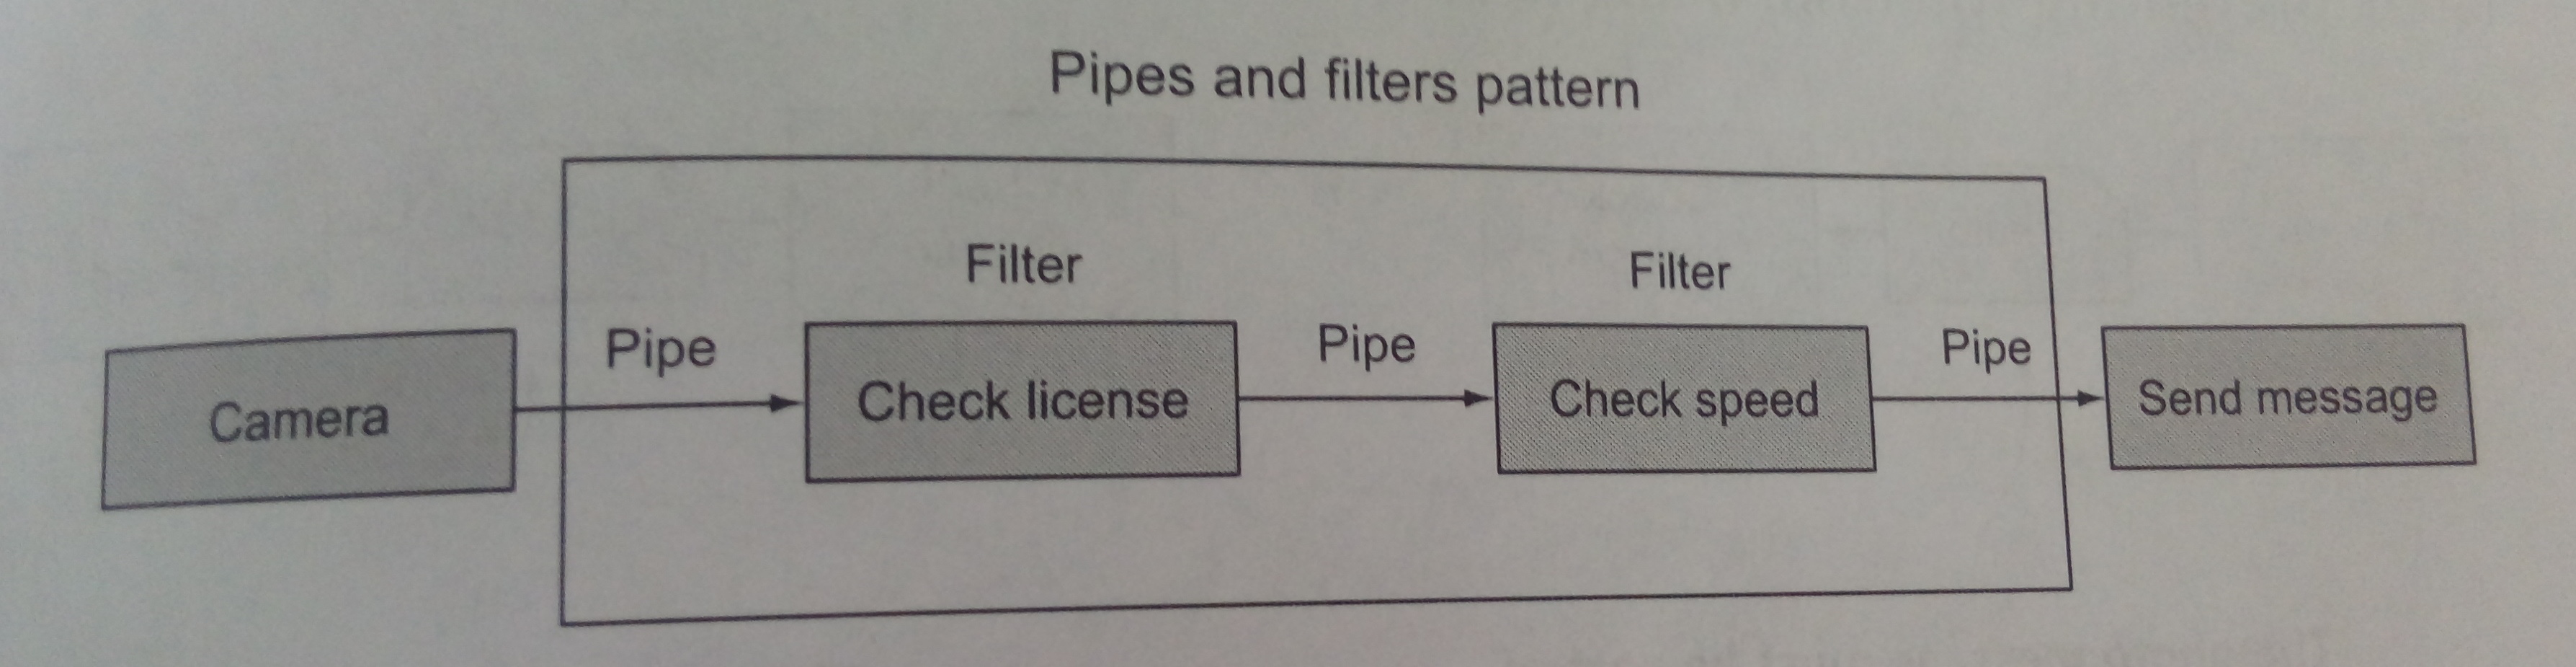 Pipes and filters pattern
Filter
Filter
Pipe
Pipe
Pipe
Camera
Check license
Check speed
Send message